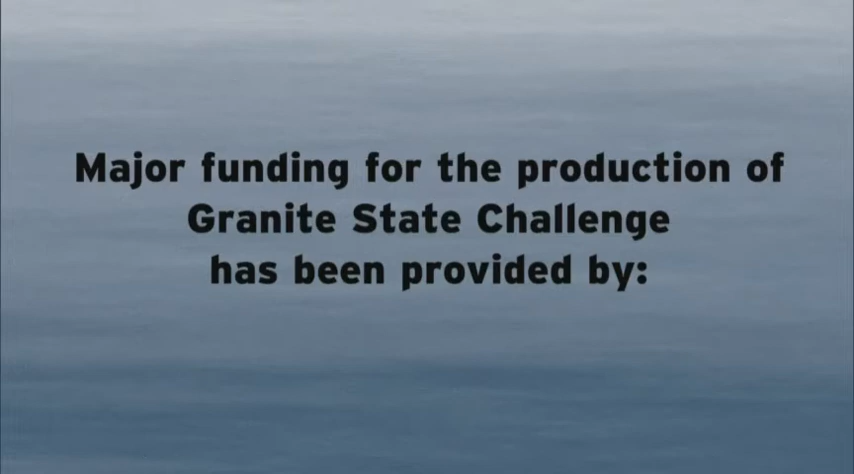 Major funding for the production of
Granite State Challenge
has been provided by: